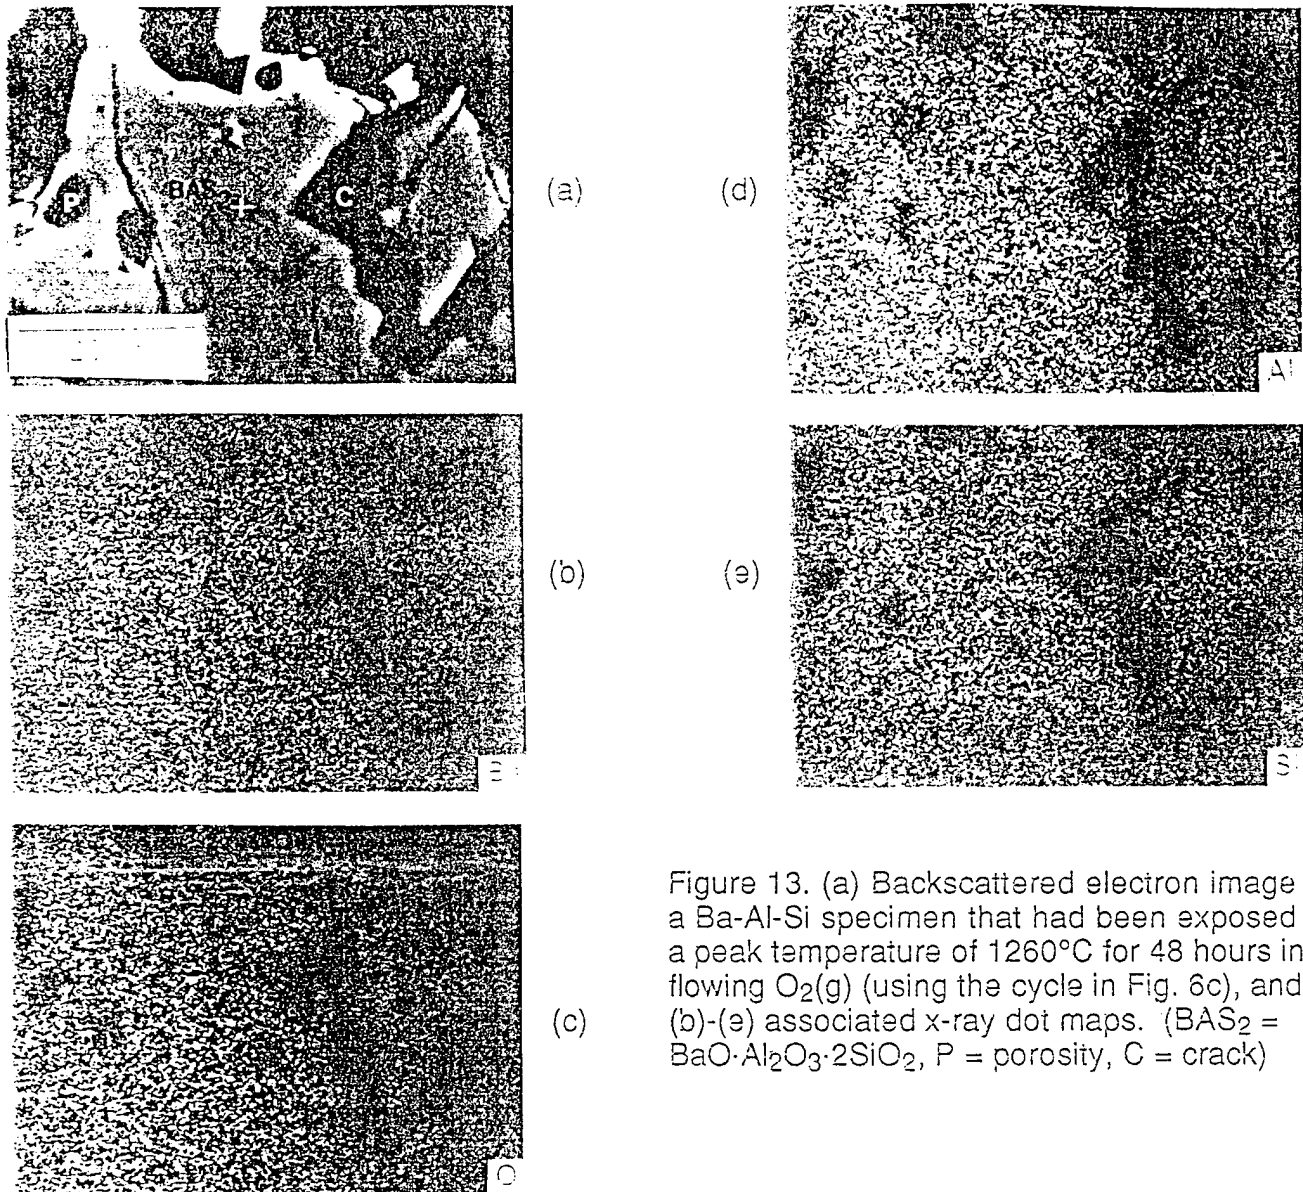 P
BAS₂
C
(a)
(d)
Al
(b)
(e)
(c)
O
Figure 13. (a) Backscattered electron image
a Ba-Al-Si specimen that had been exposed
a peak temperature of 1260°C for 48 hours in
flowing O₂(g) (using the cycle in Fig. 6c), and
(b)-(e) associated x-ray dot maps. (BAS₂ =
BaO·Al₂O₃·2SiO₂, P = porosity, C = crack)